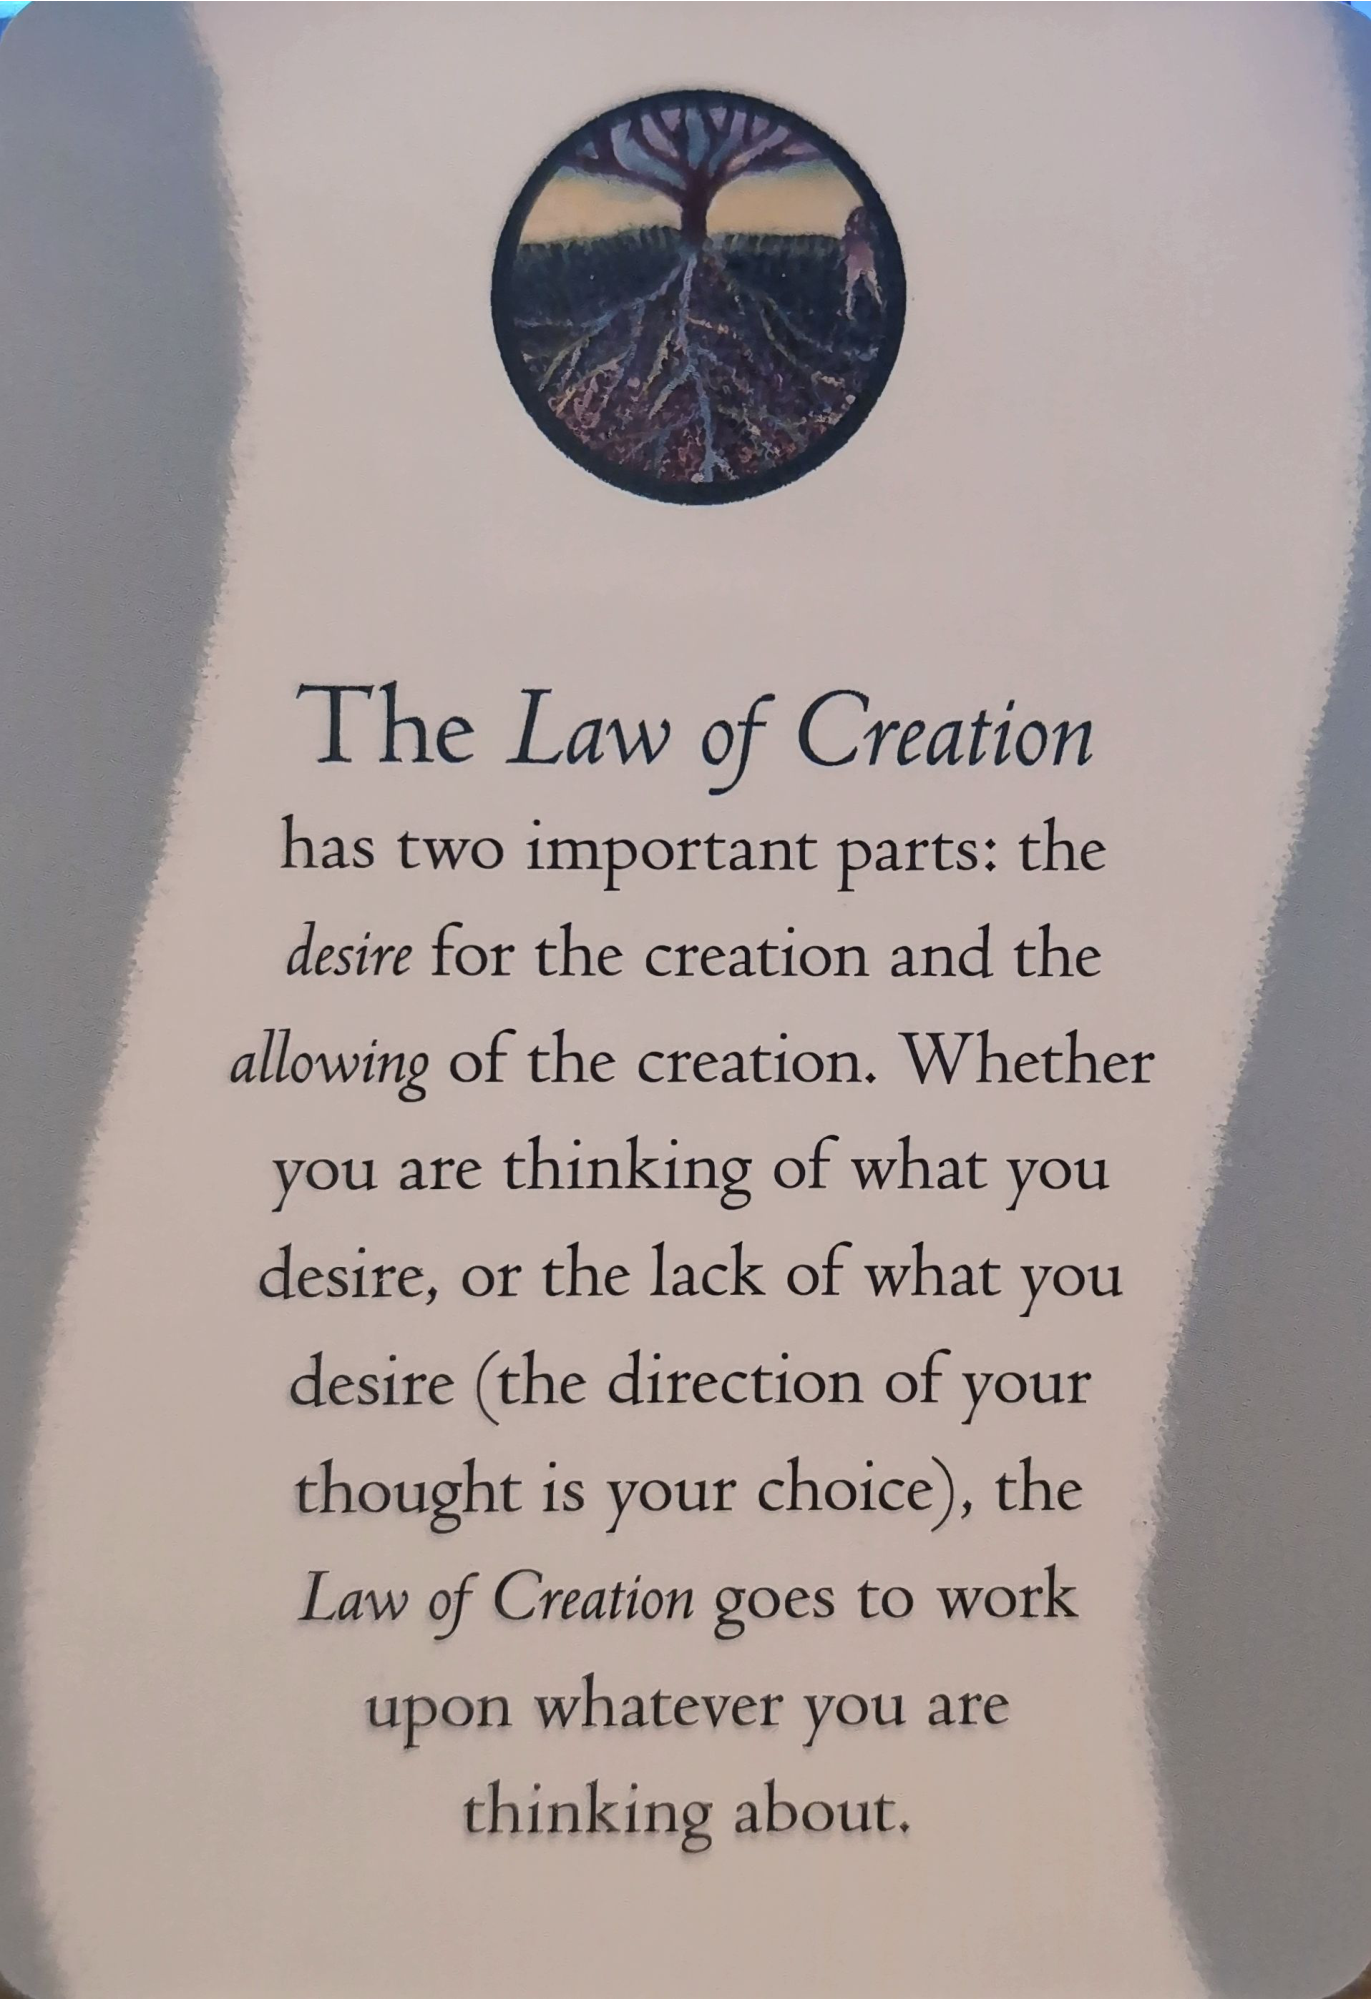 The Law of Creation
has two important parts: the
desire for the creation and the
allowing of the creation. Whether
you are thinking of what you
desire, or the lack of what you
desire (the direction of your
thought is your choice), the
Law of Creation goes to work
upon whatever you are
thinking about.